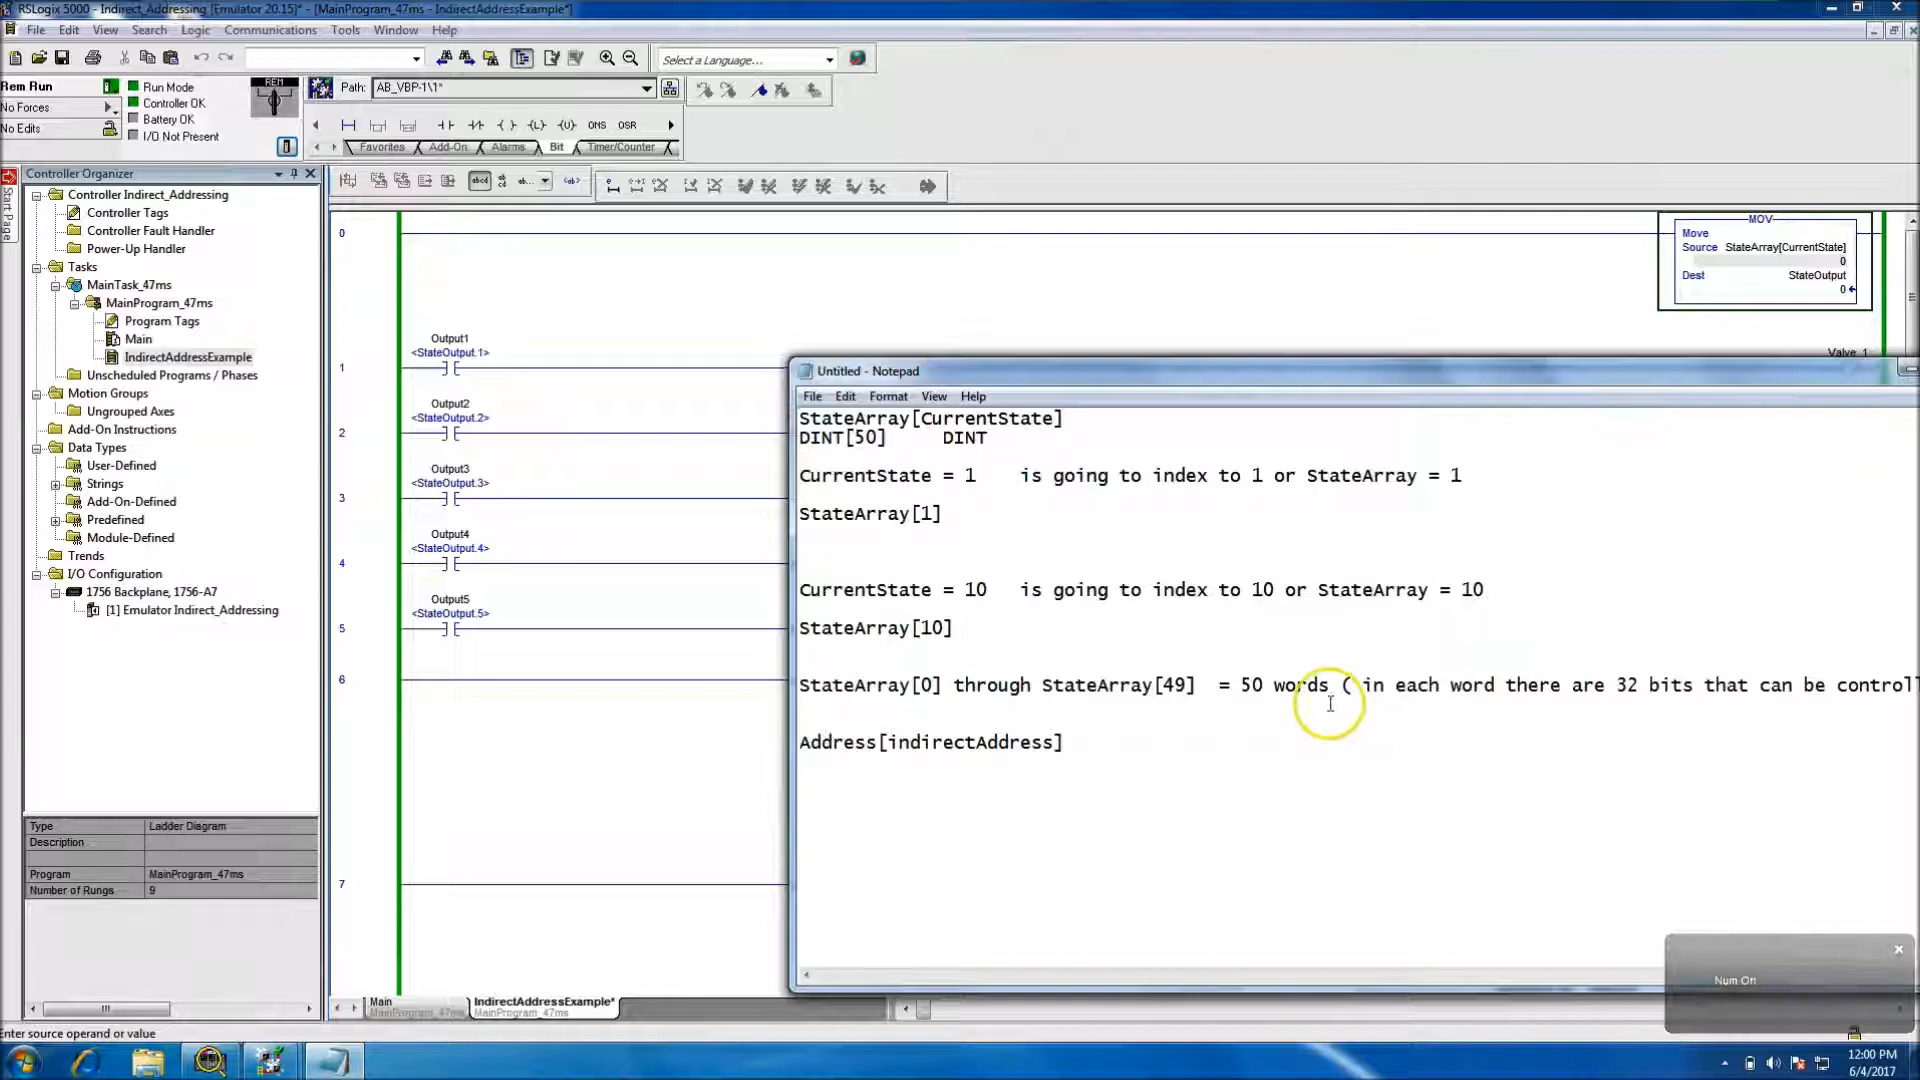 RSLogix 5000 - Indirect_Addressing [Emulator 20.15]* - [MainProgram_47ms - IndirectAddressExample*]
File Edit View Search Logic Communications Tools Window Help
Select a Language...
Rem Run
Run Mode
No Forces
Controller OK
Battery OK
No Edits
I/O Not Present
REM
Path: AB_VBP-1\1*
ONS OSR
Favorites Add-On Alarms Bit Timer/Counter
Start Page
Controller Organizer
Controller Indirect_Addressing
Controller Tags
Controller Fault Handler
Power-Up Handler
Tasks
MainTask_47ms
MainProgram_47ms
Program Tags
Main
IndirectAddressExample
Unscheduled Programs / Phases
Motion Groups
Ungrouped Axes
Add-On Instructions
Data Types
User-Defined
Strings
Add-On-Defined
Predefined
Module-Defined
Trends
I/O Configuration
1756 Backplane, 1756-A7
[1] Emulator Indirect_Addressing
Type Ladder Diagram
Description
Program MainProgram_47ms
Number of Rungs 9
0
MOV
Move
Source StateArray[CurrentState]
0
Dest StateOutput
0
Output1
<StateOutput.1>
1
Valve_1
Output2
<StateOutput.2>
2
Output3
<StateOutput.3>
3
Output4
<StateOutput.4>
4
Output5
<StateOutput.5>
5
6
7
Untitled - Notepad
File Edit Format View Help
StateArray[CurrentState]
DINT[50] DINT
CurrentState = 1 is going to index to 1 or StateArray = 1
StateArray[1]
CurrentState = 10 is going to index to 10 or StateArray = 10
StateArray[10]
StateArray[0] through StateArray[49] = 50 words ( in each word there are 32 bits that can be controll
Address[indirectAddress]
Num On
Main
MainProgram_47ms
IndirectAddressExample*
MainProgram_47ms
Enter source operand or value
12:00 PM
6/4/2017